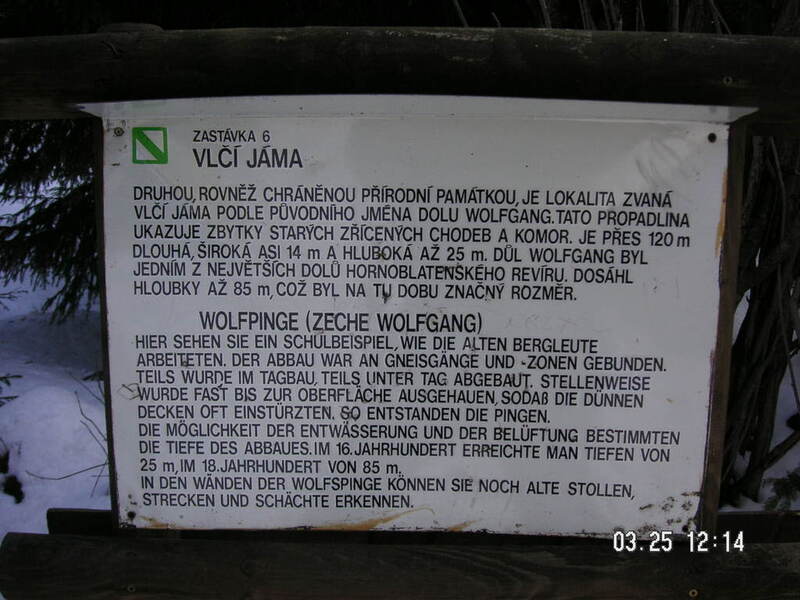 ZASTÁVKA 6
VLČÍ JÁMA
DRUHOU, ROVNĚŽ CHRÁNĚNOU PŘÍRODNÍ PAMÁTKOU, JE LOKALITA ZVANÁ
VLČÍ JÁMA PODLE PŮVODNÍHO JMÉNA DOLU WOLFGANG. TATO PROPADLINA
UKAZUJE ZBYTKY STARÝCH ZŘÍCENÝCH CHODEB A KOMOR. JE PŘES 120 m
DLOUHÁ, ŠIROKÁ ASI 14 m A HLUBOKÁ AŽ 25 m. DŮL WOLFGANG BYL
JEDNÍM Z NEJVĚTŠÍCH DOLŮ HORNOBLATENSKÉHO REVÍRU. DOSÁHL
HLOUBKY AŽ 85 m, COŽ BYL NA TU DOBU ZNAČNÝ ROZMĚR.
WOLFPINGE (ZECHE WOLFGANG)
HIER SEHEN SIE EIN SCHULBEISPIEL, WIE DIE ALTEN BERGLEUTE
ARBEITETEN. DER ABBAU WAR AN GNEISGÄNGE UND -ZONEN GEBUNDEN.
TEILS WURDE IM TAGBAU, TEILS UNTER TAG ABGEBAUT. STELLENWEISE
WURDE FAST BIS ZUR OBERFLÄCHE AUSGEHAUEN, SODAß DIE DÜNNEN
DECKEN OFT EINSTÜRZTEN. SO ENTSTANDEN DIE PINGEN.
DIE MÖGLICHKEIT DER ENTWÄSSERUNG UND DER BELÜFTUNG BESTIMMTEN
DIE TIEFE DES ABBAUES. IM 16. JAHRHUNDERT ERREICHTE MAN TIEFEN VON
25 m, IM 18. JAHRHUNDERT VON 85 m.
IN DEN WÄNDEN DER WOLFSPINGE KÖNNEN SIE NOCH ALTE STOLLEN,
STRECKEN UND SCHÄCHTE ERKENNEN.
03.25 12:14